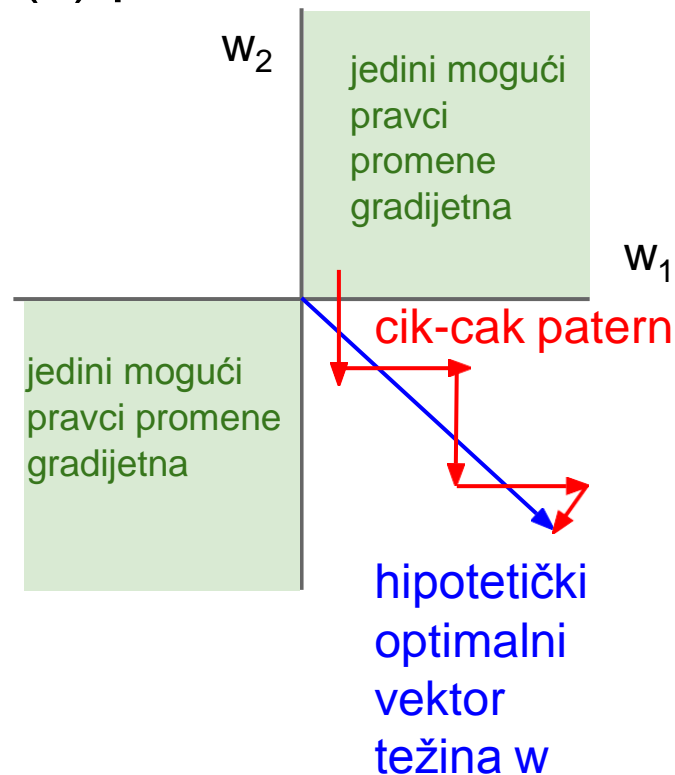 w2
jedini mogući
pravci
promene
gradijetna
w1
cik-cak patern
jedini mogući
pravci promene
gradijetna
hipotetički
optimalni
vektor
težina w